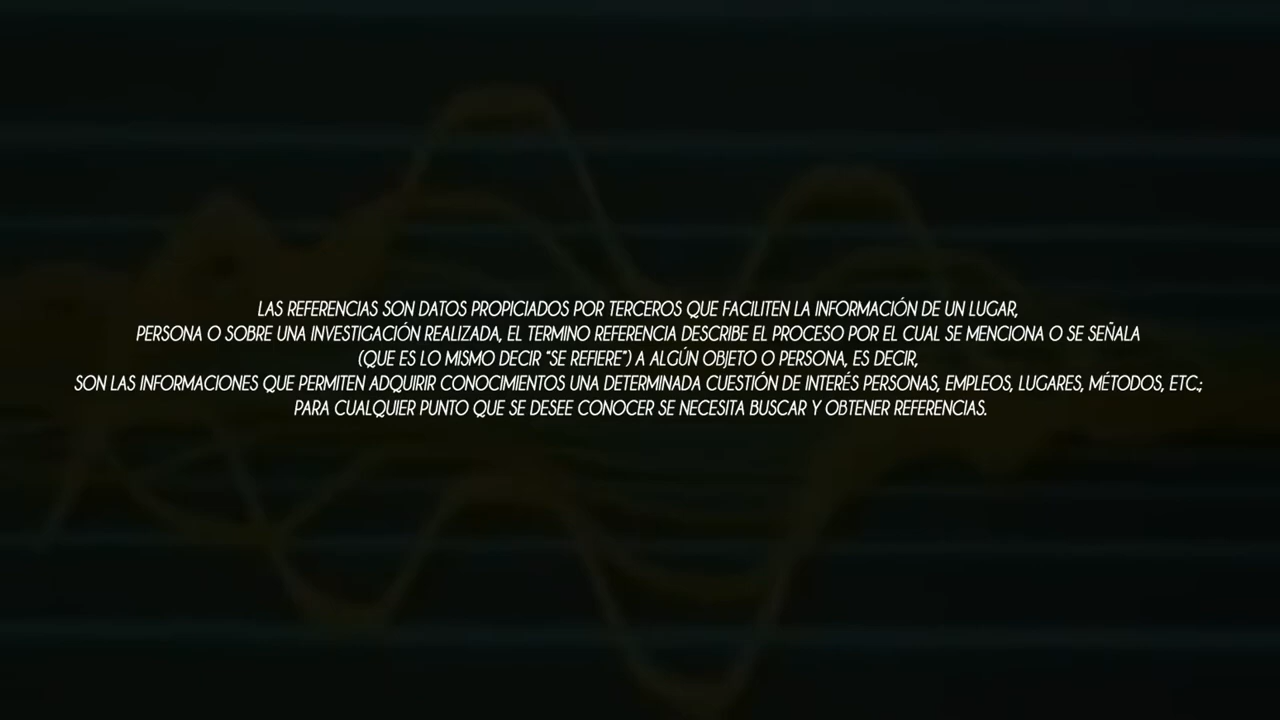 LAS REFERENCIAS SON DATOS PROPICIADOS POR TERCEROS QUE FACILITEN LA INFORMACIÓN DE UN LUGAR,
PERSONA O SOBRE UNA INVESTIGACIÓN REALIZADA, EL TERMINO REFERENCIA DESCRIBE EL PROCESO POR EL CUAL SE MENCIONA O SE SEÑALA
(QUE ES LO MISMO DECIR "SE REFIERE") A ALGÚN OBJETO O PERSONA, ES DECIR,
SON LAS INFORMACIONES QUE PERMITEN ADQUIRIR CONOCIMIENTOS UNA DETERMINADA CUESTIÓN DE INTERÉS PERSONAS, EMPLEOS, LUGARES, MÉTODOS, ETC.;
PARA CUALQUIER PUNTO QUE SE DESEE CONOCER SE NECESITA BUSCAR Y OBTENER REFERENCIAS.